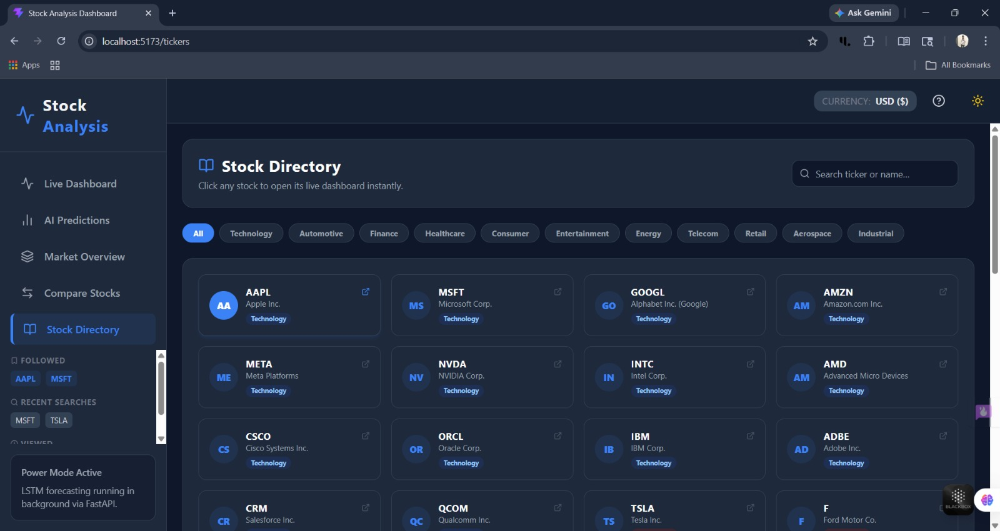 Stock Analysis Dashboard
Ask Gemini
localhost:5173/tickers
Apps
All Bookmarks
Stock
Analysis
CURRENCY: USD ($)
Live Dashboard
AI Predictions
Market Overview
Compare Stocks
Stock Directory
FOLLOWED
AAPL MSFT
RECENT SEARCHES
MSFT TSLA
VIEWED
Power Mode Active
LSTM forecasting running in
background via FastAPI.
Stock Directory
Click any stock to open its live dashboard instantly.
Search ticker or name...
All Technology Automotive Finance Healthcare Consumer Entertainment Energy Telecom Retail Aerospace Industrial
AA
AAPL
Apple Inc.
Technology
MS
MSFT
Microsoft Corp.
Technology
GO
GOOGL
Alphabet Inc. (Google)
Technology
AM
AMZN
Amazon.com Inc.
Technology
ME
META
Meta Platforms
Technology
NV
NVDA
NVIDIA Corp.
Technology
IN
INTC
Intel Corp.
Technology
AM
AMD
Advanced Micro Devices
Technology
CS
CSCO
Cisco Systems Inc.
Technology
OR
ORCL
Oracle Corp.
Technology
IB
IBM
IBM Corp.
Technology
AD
ADBE
Adobe Inc.
Technology
CR
CRM
Salesforce Inc.
QC
QCOM
Qualcomm Inc.
TS
TSLA
Tesla Inc.
F
F
Ford Motor Co.
BLACKBOX